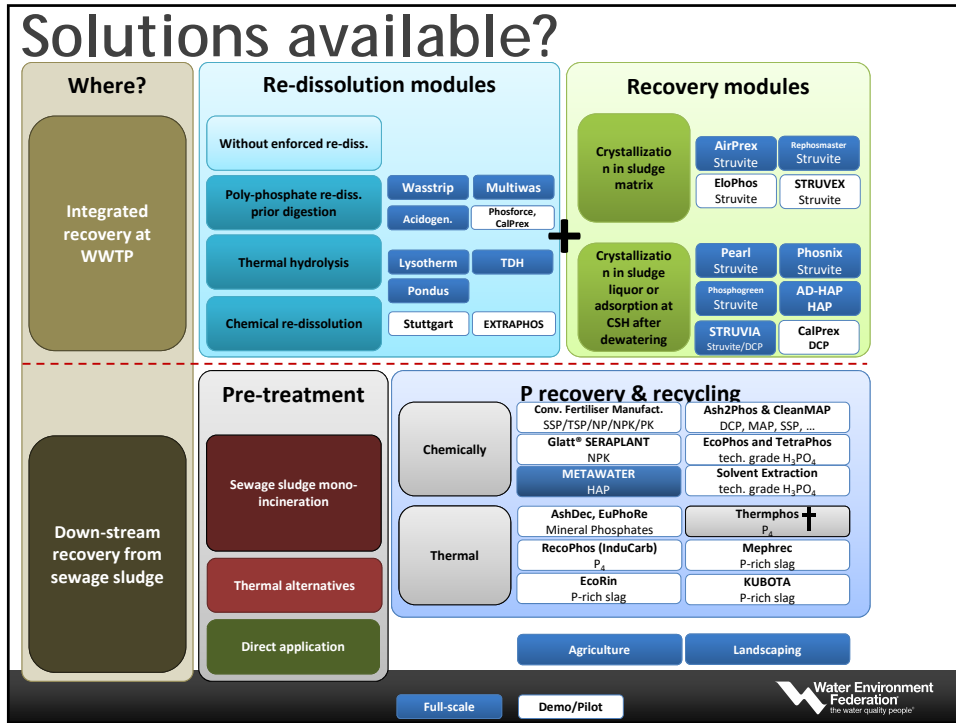 Solutions available?
Where?
Integrated
recovery at
WWTP
Down-stream
recovery from
sewage sludge
Re-dissolution modules
Without enforced re-diss.
Poly-phosphate re-diss.
prior digestion
Thermal hydrolysis
Chemical re-dissolution
Wasstrip
Multiwas
Acidogen.
Phosforce,
CalPrex
Lysotherm
TDH
Pondus
Stuttgart
EXTRAPHOS
+
Recovery modules
Crystallizatio
n in sludge
matrix
AirPrex
Struvite
Rephosmaster
Struvite
EloPhos
Struvite
STRUVEX
Struvite
Crystallizatio
n in sludge
liquor or
adsorption at
CSH after
dewatering
Pearl
Struvite
Phosnix
Struvite
Phosphogreen
Struvite
AD-HAP
HAP
STRUVIA
Struvite/DCP
CalPrex
DCP
Pre-treatment
Sewage sludge mono-
incineration
Thermal alternatives
Direct application
P recovery & recycling
Chemically
Conv. Fertiliser Manufact.
SSP/TSP/NP/NPK/PK
Ash2Phos & CleanMAP
DCP, MAP, SSP, ...
Glatt® SERAPLANT
NPK
EcoPhos and TetraPhos
tech. grade H₃PO₄
METAWATER
HAP
Solvent Extraction
tech. grade H₃PO₄
Thermal
AshDec, EuPhoRe
Mineral Phosphates
Thermphos ✝
P₄
RecoPhos (InduCarb)
P₄
Mephrec
P-rich slag
EcoRin
P-rich slag
KUBOTA
P-rich slag
Agriculture
Landscaping
Full-scale
Demo/Pilot
Water Environment
Federation®
the water quality people®